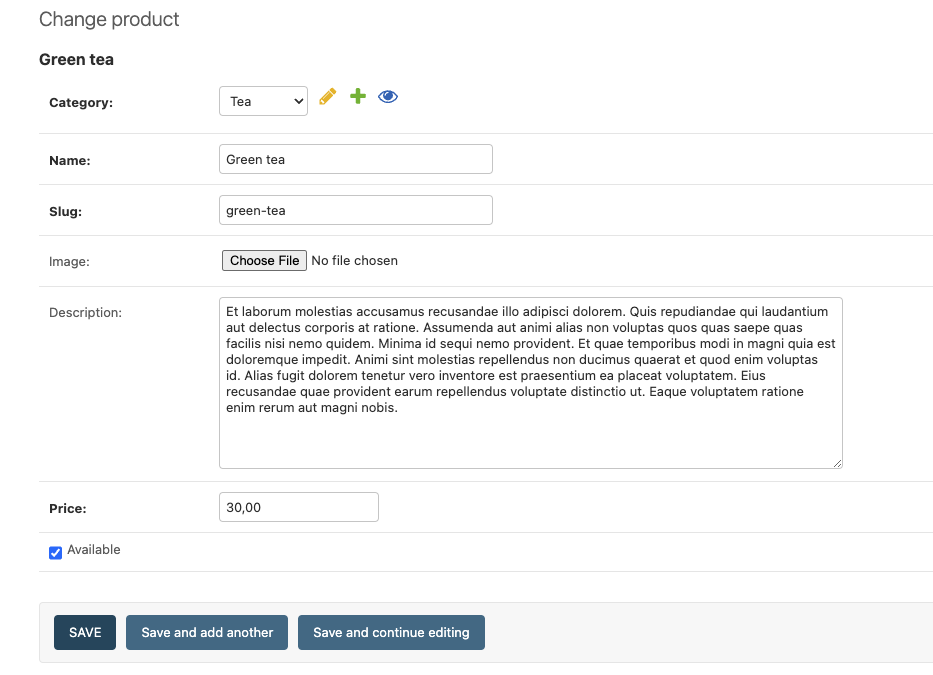 Change product
Green tea
Category:
Tea
Name:
Green tea
Slug:
green-tea
Image:
Choose File No file chosen
Description:
Et laborum molestias accusamus recusandae illo adipisci dolorem. Quis repudiandae qui laudantium
aut delectus corporis at ratione. Assumenda aut animi alias non voluptas quos quas saepe quas
facilis nisi nemo quidem. Minima id sequi nemo provident. Et quae temporibus modi in magni quia est
doloremque impedit. Animi sint molestias repellendus non ducimus quaerat et quod enim voluptas
id. Alias fugit dolorem tenetur vero inventore est praesentium ea placeat voluptatem. Eius
recusandae quae provident earum repellendus voluptate distinctio ut. Eaque voluptatem ratione
enim rerum aut magni nobis.
Price:
30,00
Available
SAVE
Save and add another
Save and continue editing